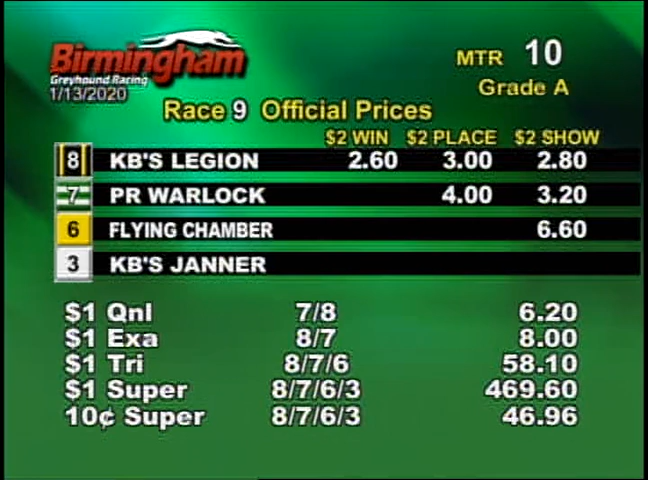 Birmingham
Greyhound Racing
1/13/2020
MTR 10
Grade A
Race 9 Official Prices
$2 WIN $2 PLACE $2 SHOW
8 KB'S LEGION 2.60 3.00 2.80
7 PR WARLOCK 4.00 3.20
6 FLYING CHAMBER 6.60
3 KB'S JANNER
$1 Qnl 7/8 6.20
$1 Exa 8/7 8.00
$1 Tri 8/7/6 58.10
$1 Super 8/7/6/3 469.60
10¢ Super 8/7/6/3 46.96